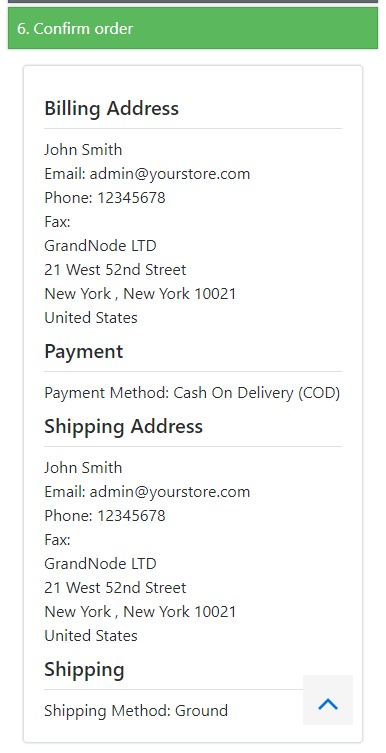 6. Confirm order
Billing Address
John Smith
Email: admin@yourstore.com
Phone: 12345678
Fax:
GrandNode LTD
21 West 52nd Street
New York , New York 10021
United States
Payment
Payment Method: Cash On Delivery (COD)
Shipping Address
John Smith
Email: admin@yourstore.com
Phone: 12345678
Fax:
GrandNode LTD
21 West 52nd Street
New York , New York 10021
United States
Shipping
Shipping Method: Ground